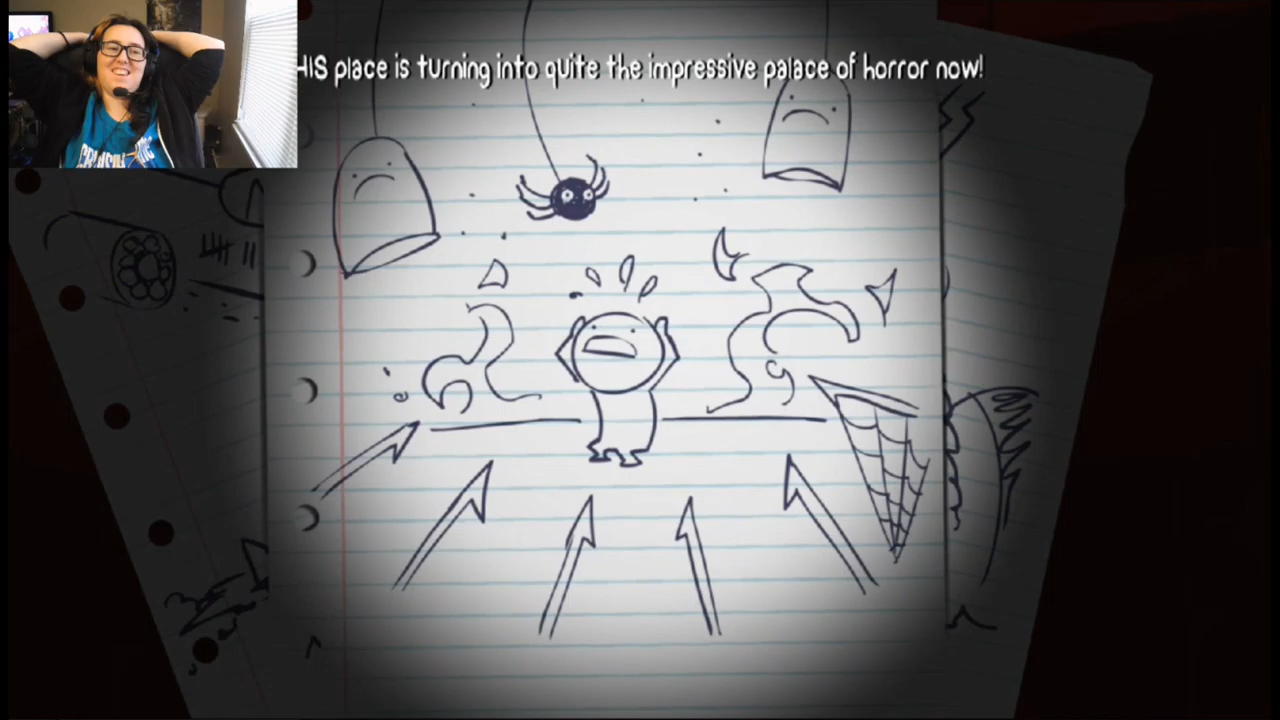 HIS place is turning into quite the impressive palace of horror now!